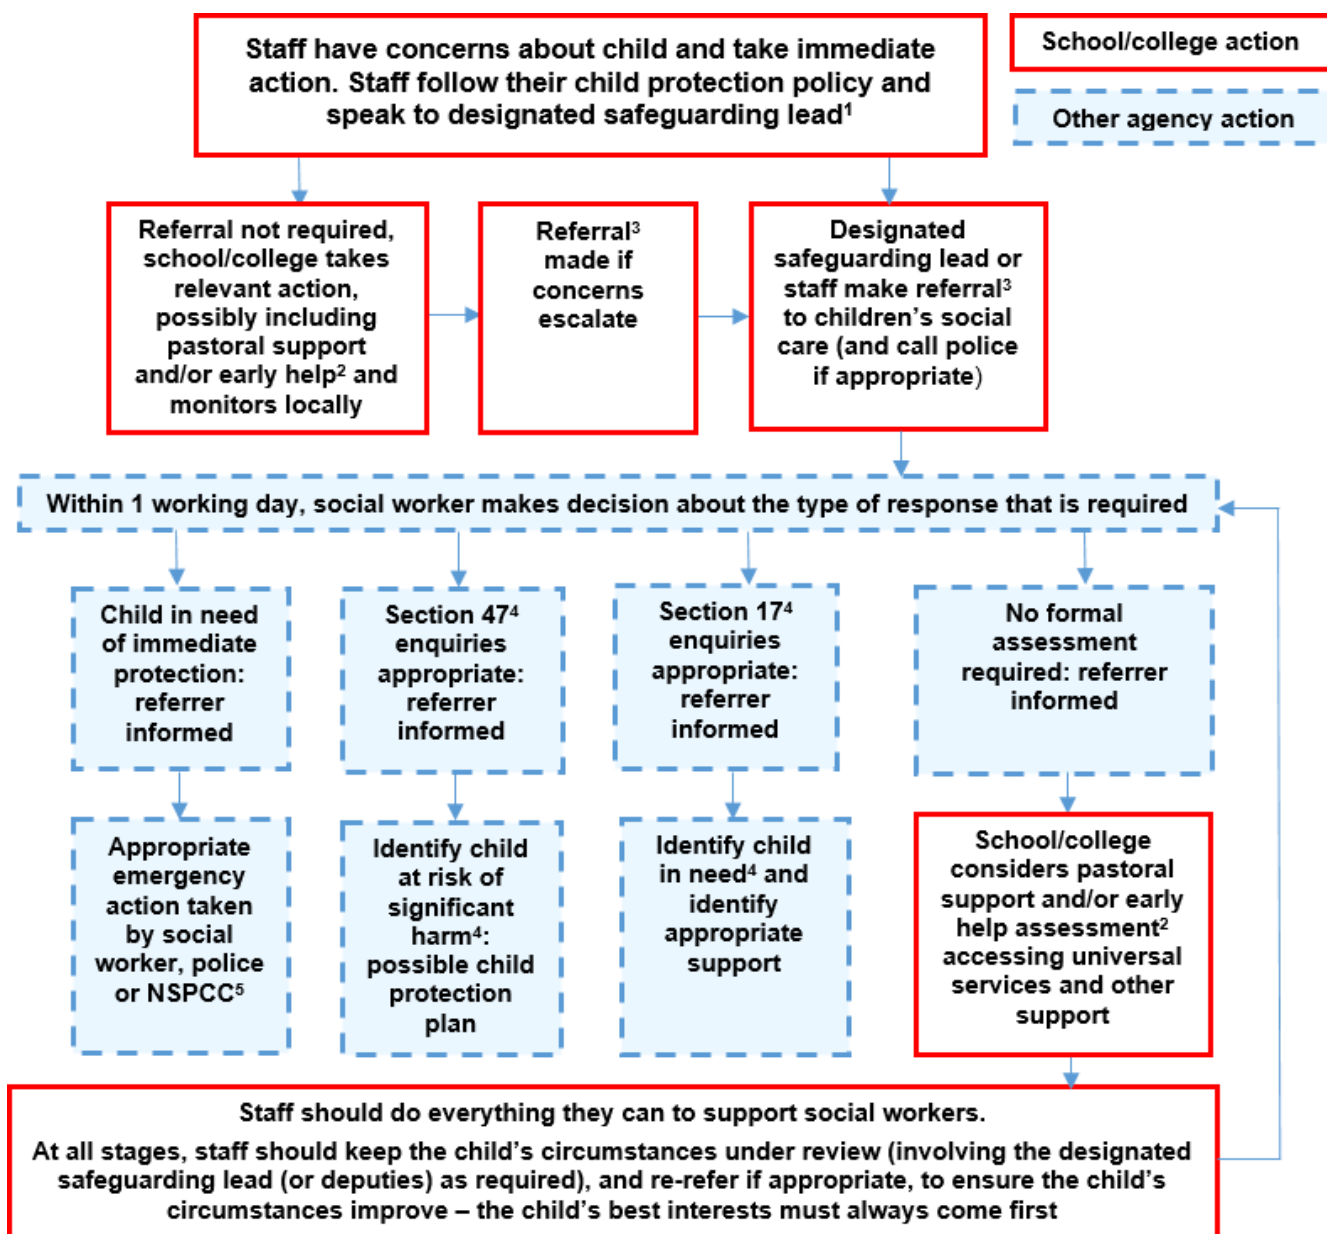 Staff have concerns about child and take immediate
action. Staff follow their child protection policy and
speak to designated safeguarding lead¹
School/college action
Other agency action
Referral not required,
school/college takes
relevant action,
possibly including
pastoral support
and/or early help² and
monitors locally
Referral³
made if
concerns
escalate
Designated
safeguarding lead or
staff make referral³
to children’s social
care (and call police
if appropriate)
Within 1 working day, social worker makes decision about the type of response that is required
Child in need
of immediate
protection:
referrer
informed
Section 47⁴
enquiries
appropriate:
referrer
informed
Section 17⁴
enquiries
appropriate:
referrer
informed
No formal
assessment
required: referrer
informed
Appropriate
emergency
action taken
by social
worker, police
or NSPCC⁵
Identify child
at risk of
significant
harm⁴:
possible child
protection
plan
Identify child
in need⁴ and
identify
appropriate
support
School/college
considers pastoral
support and/or early
help assessment²
accessing universal
services and other
support
Staff should do everything they can to support social workers.
At all stages, staff should keep the child’s circumstances under review (involving the designated
safeguarding lead (or deputies) as required), and re-refer if appropriate, to ensure the child’s
circumstances improve – the child’s best interests must always come first